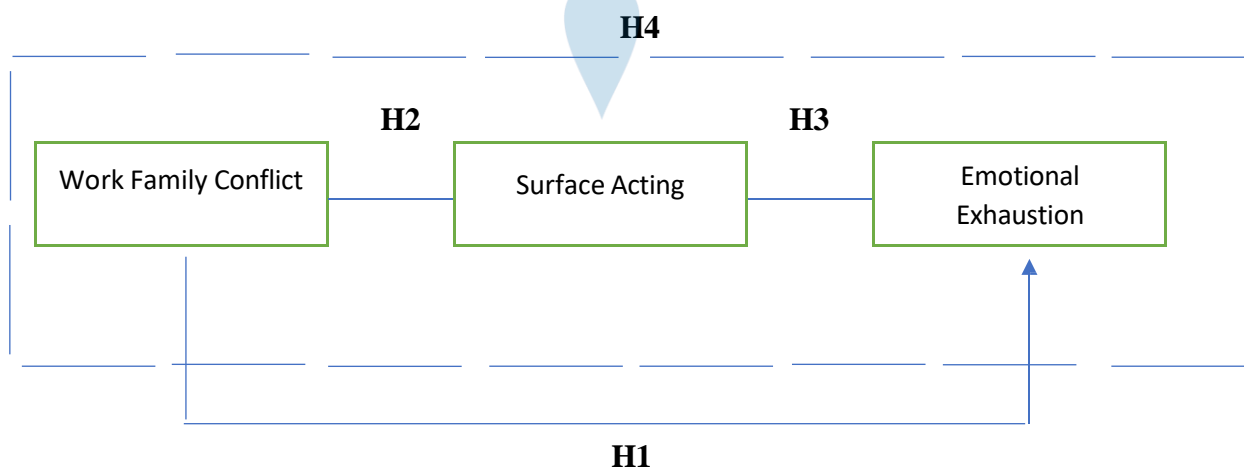 H4
H2
H3
Work Family Conflict
Surface Acting
Emotional
Exhaustion
H1